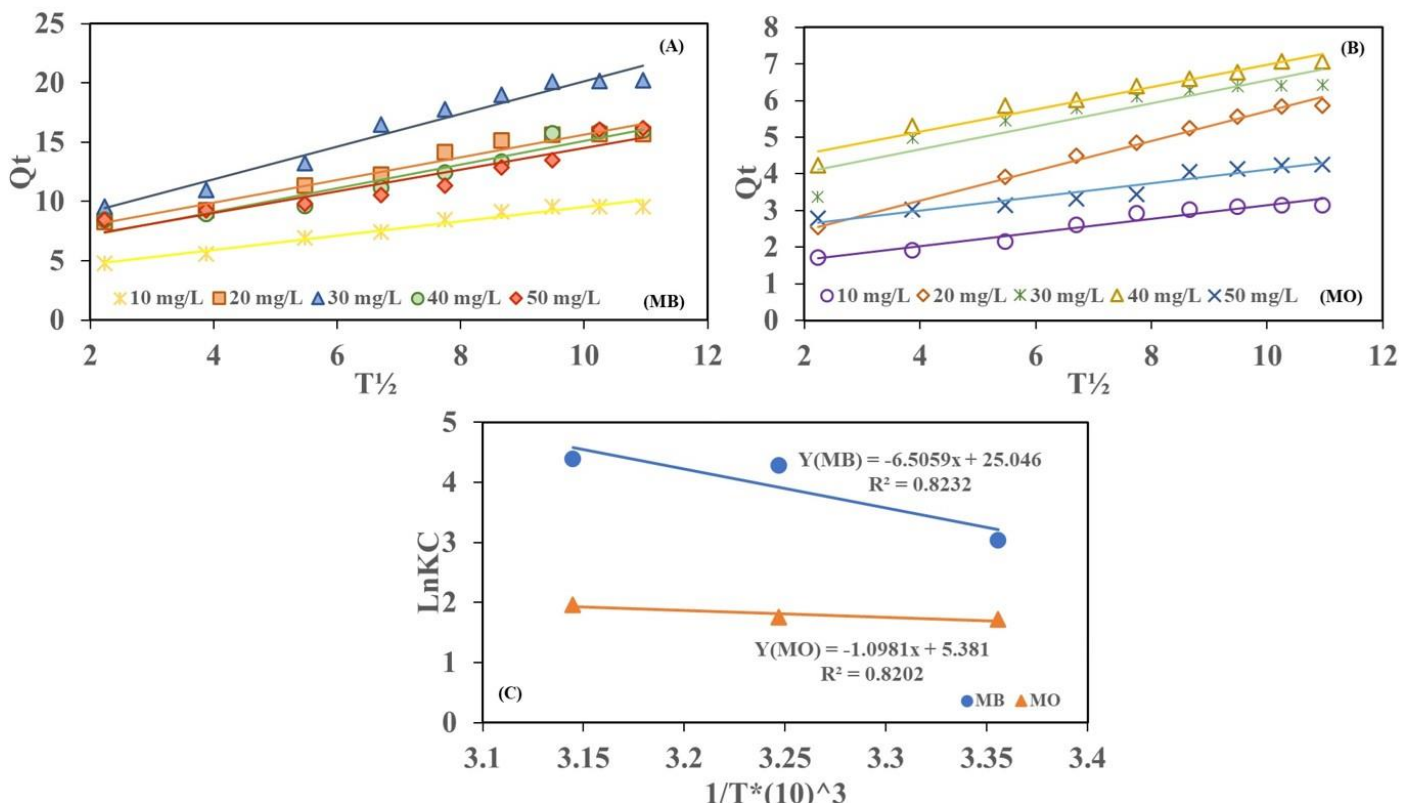 (A)
25
20
15
10
5
0
Qt
10 mg/L 20 mg/L 30 mg/L 40 mg/L 50 mg/L
(MB)
2 4 6 8 10 12
T½
(B)
8
7
6
5
4
3
2
1
0
Qt
10 mg/L 20 mg/L 30 mg/L 40 mg/L 50 mg/L
(MO)
2 4 6 8 10 12
T½
5
4
3
2
1
0
LnKC
Y(MB) = -6.5059x + 25.046
R² = 0.8232
Y(MO) = -1.0981x + 5.381
R² = 0.8202
(C)
MB MO
3.1 3.15 3.2 3.25 3.3 3.35 3.4
1/T*(10)^3